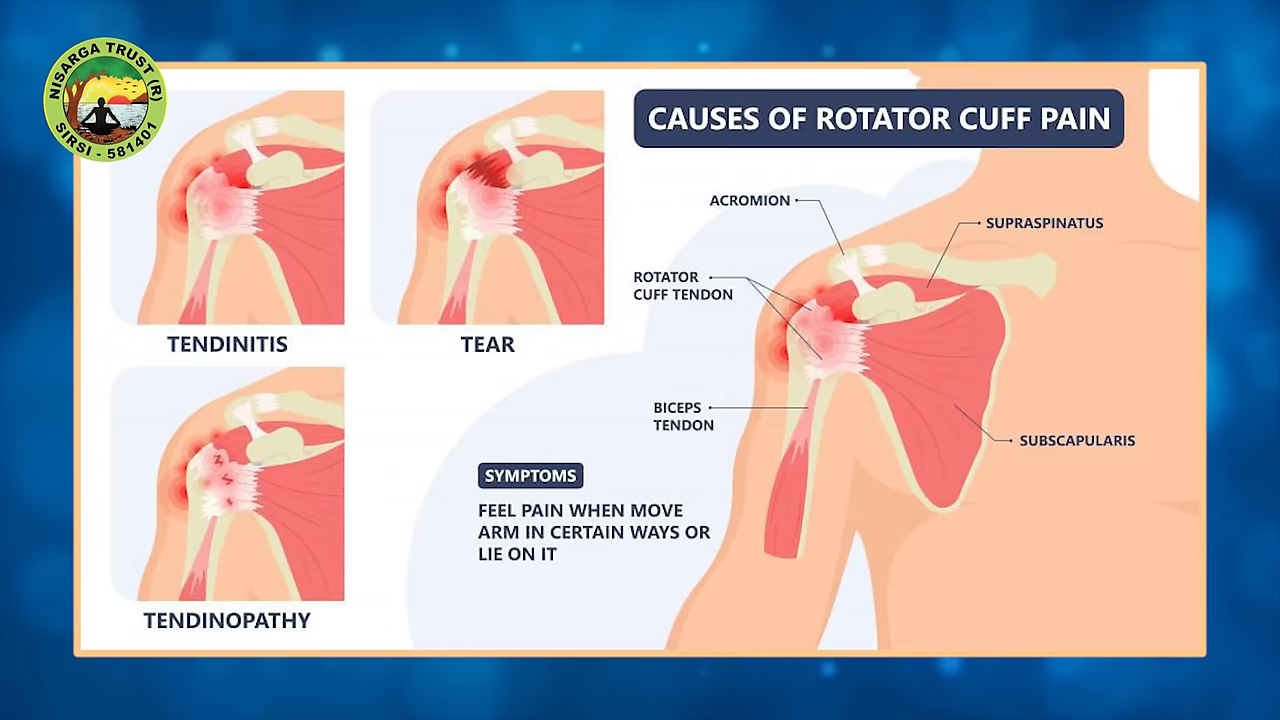 NISARGA TRUST (R)
SIRSI - 581401
CAUSES OF ROTATOR CUFF PAIN
TENDINITIS
TEAR
TENDINOPATHY
ACROMION
SUPRASPINATUS
ROTATOR
CUFF TENDON
BICEPS
TENDON
SUBSCAPULARIS
SYMPTOMS
FEEL PAIN WHEN MOVE
ARM IN CERTAIN WAYS OR
LIE ON IT